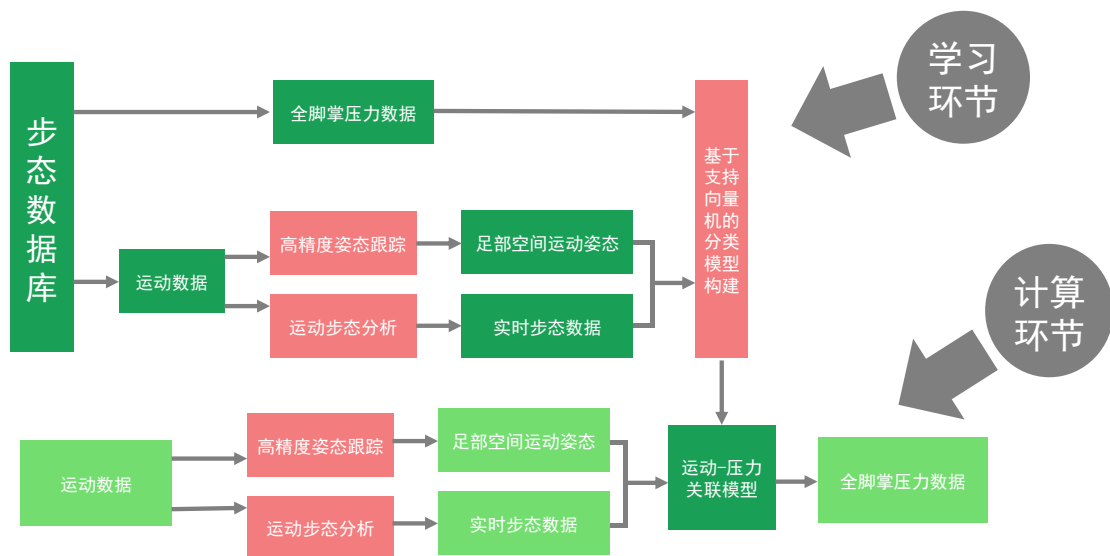 学习
环节
步
态
数
据
库
全脚掌压力数据
基于
支持
向量
机的
分类
模型
构建
高精度姿态跟踪
足部空间运动姿态
运动数据
运动步态分析
实时步态数据
计算
环节
高精度姿态跟踪
足部空间运动姿态
运动数据
运动-压力
关联模型
全脚掌压力数据
运动步态分析
实时步态数据